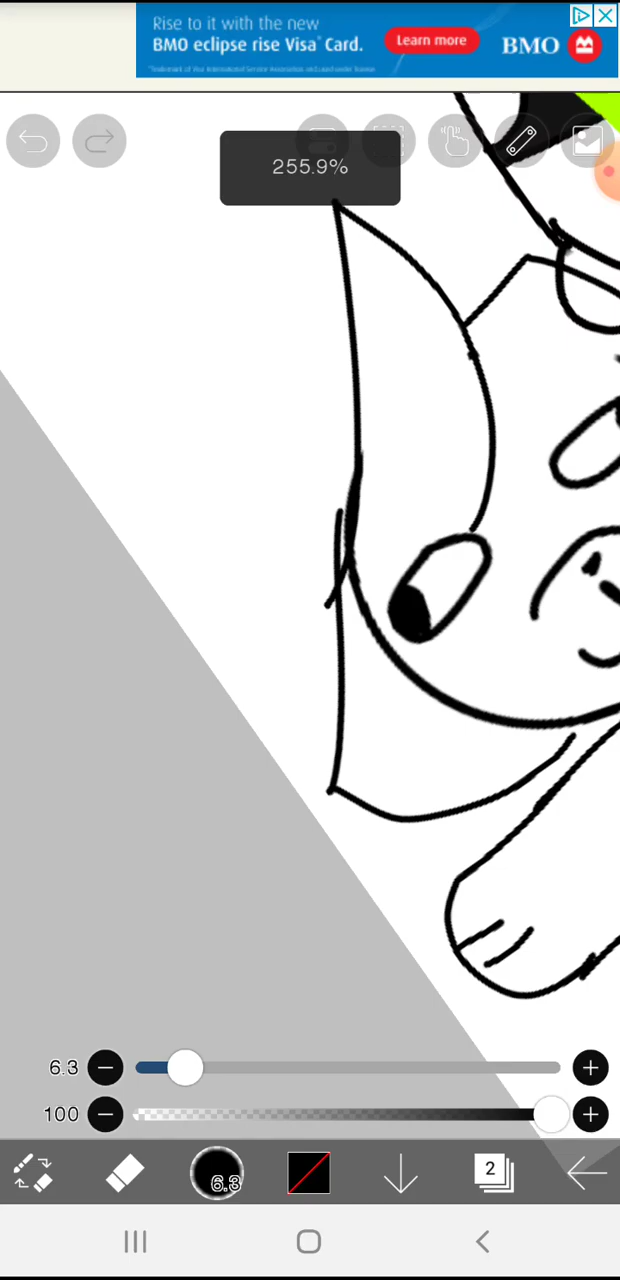 Rise to it with the new
BMO eclipse rise Visa* Card.
Learn more
BMO
255.9%
6.3
100
6.3
2